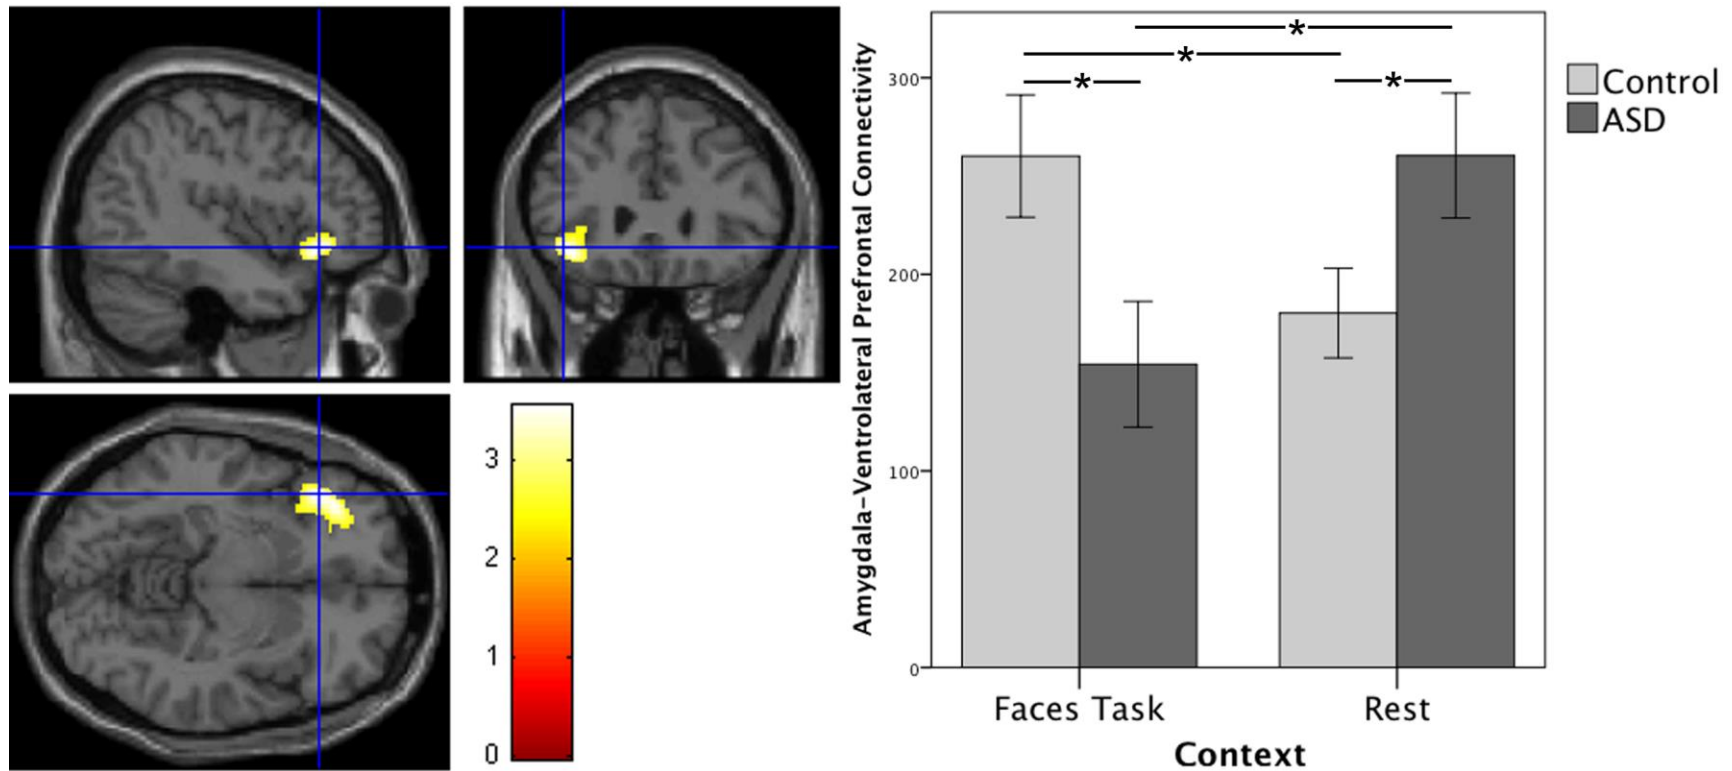 3
2
1
0
Amygdala-Ventrolateral Prefrontal Connectivity
300
200
100
0
*
*
*
*
Faces Task
Rest
Context
Control
ASD